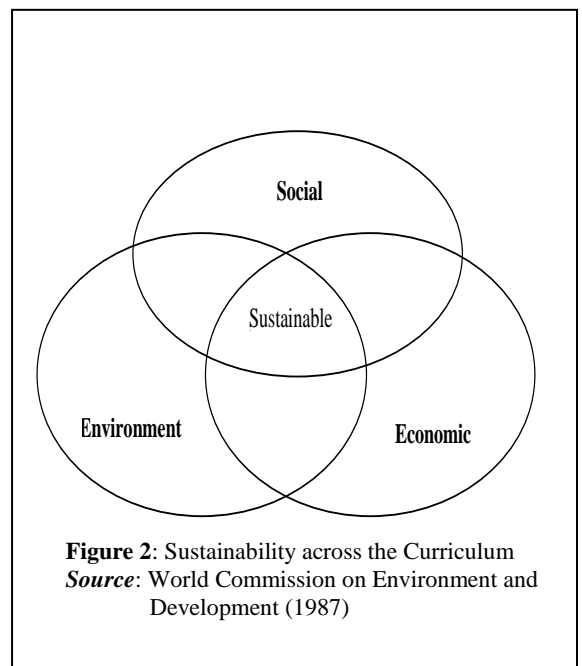 Social
Sustainable
Environment
Economic
Figure 2: Sustainability across the Curriculum
Source: World Commission on Environment and
Development (1987)